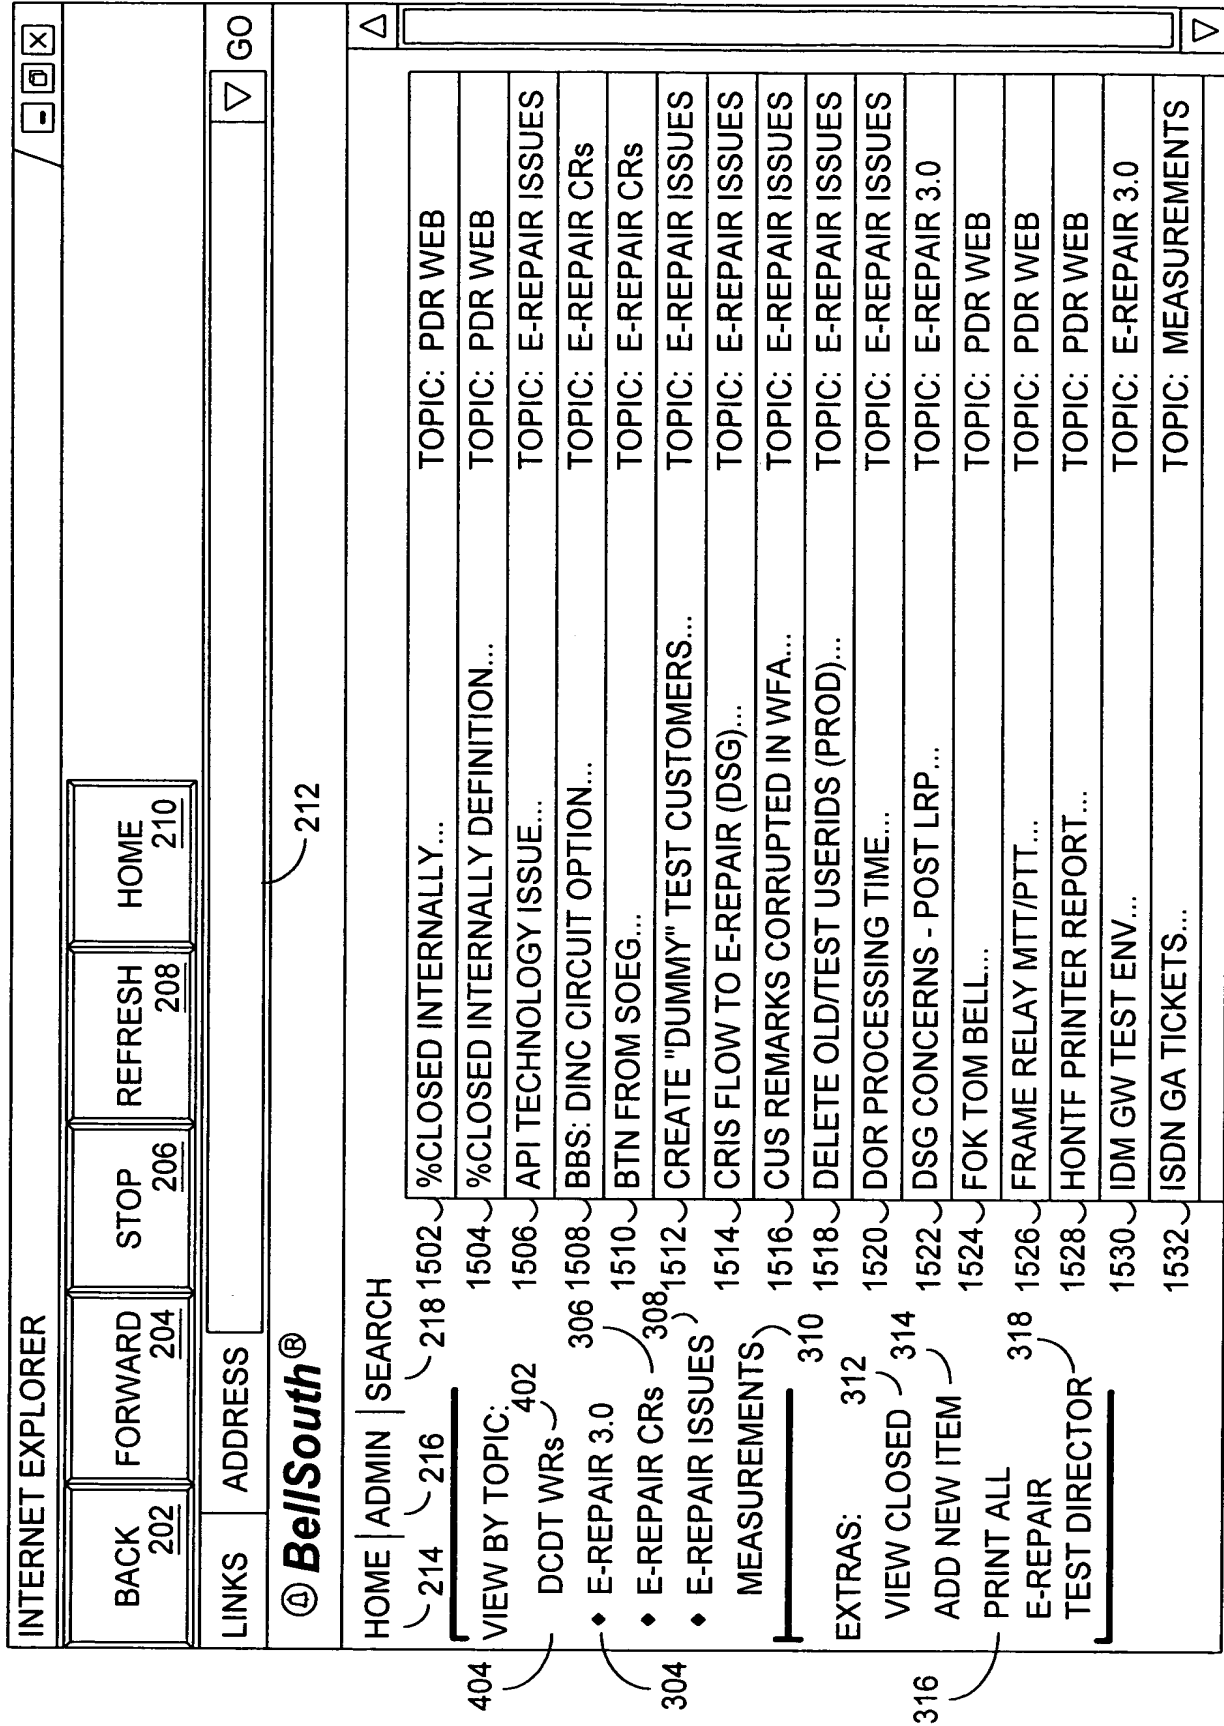 INTERNET EXPLORER
BACK 202
FORWARD 204
STOP 206
REFRESH 208
HOME 210
LINKS
ADDRESS
GO
212
BellSouth®
HOME | ADMIN | SEARCH
214
216
218
VIEW BY TOPIC:
404
DCDT WRs
402
304
E-REPAIR 3.0
E-REPAIR CRs
306
E-REPAIR ISSUES
308
MEASUREMENTS
310
EXTRAS:
VIEW CLOSED
312
ADD NEW ITEM
314
316
PRINT ALL
E-REPAIR
TEST DIRECTOR
318
1502 %CLOSED INTERNALLY... TOPIC: PDR WEB
1504 %CLOSED INTERNALLY DEFINITION... TOPIC: PDR WEB
1506 API TECHNOLOGY ISSUE... TOPIC: E-REPAIR ISSUES
1508 BBS: DINC CIRCUIT OPTION... TOPIC: E-REPAIR CRs
1510 BTN FROM SOEG... TOPIC: E-REPAIR CRs
1512 CREATE "DUMMY" TEST CUSTOMERS... TOPIC: E-REPAIR ISSUES
1514 CRIS FLOW TO E-REPAIR (DSG)... TOPIC: E-REPAIR ISSUES
1516 CUS REMARKS CORRUPTED IN WFA... TOPIC: E-REPAIR ISSUES
1518 DELETE OLD/TEST USERIDS (PROD)... TOPIC: E-REPAIR ISSUES
1520 DOR PROCESSING TIME... TOPIC: E-REPAIR ISSUES
1522 DSG CONCERNS - POST LRP... TOPIC: E-REPAIR 3.0
1524 FOK TOM BELL... TOPIC: PDR WEB
1526 FRAME RELAY MTT/PTT... TOPIC: PDR WEB
1528 HONTF PRINTER REPORT... TOPIC: PDR WEB
1530 IDM GW TEST ENV... TOPIC: E-REPAIR 3.0
1532 ISDN GA TICKETS... TOPIC: MEASUREMENTS